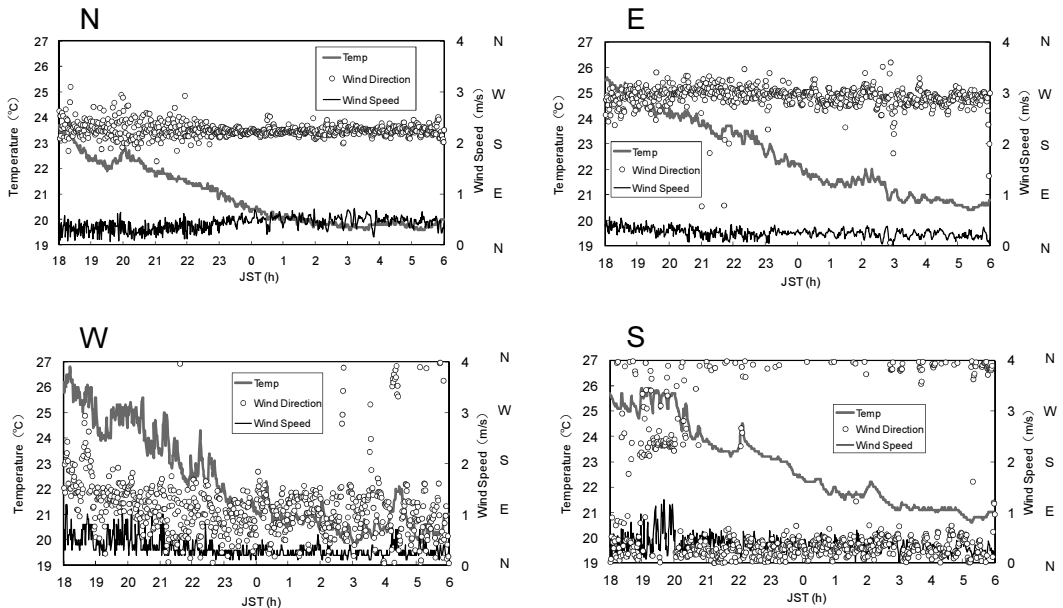 N
27
26
25
24
23
22
21
20
19
Temperature (°C)
Temp
Wind Direction
Wind Speed
4
3
2
1
0
Wind Speed (m/s)
N
W
S
E
N
18 19 20 21 22 23 0 1 2 3 4 5 6
JST (h)
E
27
26
25
24
23
22
21
20
19
Temperature (°C)
Temp
Wind Direction
Wind Speed
4
3
2
1
0
Wind Speed (m/s)
N
W
S
E
N
18 19 20 21 22 23 0 1 2 3 4 5 6
JST (h)
W
27
26
25
24
23
22
21
20
19
Temperature (°C)
Temp
Wind Direction
Wind Speed
4
3
2
1
0
Wind Speed (m/s)
N
W
S
E
N
18 19 20 21 22 23 0 1 2 3 4 5 6
JST (h)
S
27
26
25
24
23
22
21
20
19
Temperature (°C)
Temp
Wind Direction
Wind Speed
4
3
2
1
0
Wind Speed (m/s)
N
W
S
E
N
18 19 20 21 22 23 0 1 2 3 4 5 6
JST (h)